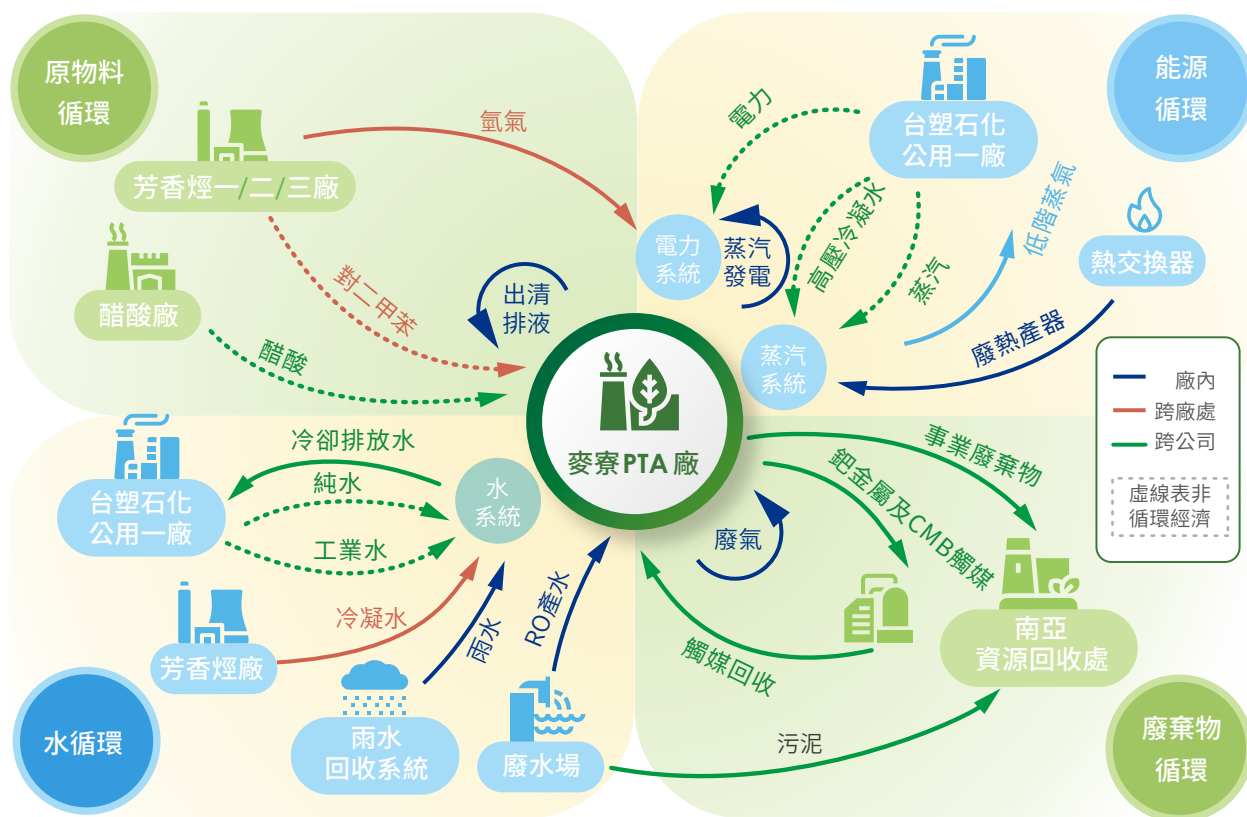 原物料
循環
芳香烴一/二/三廠
氫氣
醋酸廠
對二甲苯
醋酸
出清
排液
能源
循環
台塑石化
公用一廠
電力
電力
系統
蒸汽
發電
高壓冷凝水
蒸汽
低階蒸氣
熱交換器
廢熱產器
蒸汽
系統
麥寮PTA廠
廠內
跨廠處
跨公司
虛線表非
循環經濟
台塑石化
公用一廠
冷卻排放水
純水
工業水
水
系統
芳香烴廠
冷凝水
雨水
RO產水
雨水
回收系統
廢水場
水循環
事業廢棄物
鈀金屬及CMB觸媒
廢氣
觸媒回收
南亞
資源回收處
污泥
廢棄物
循環